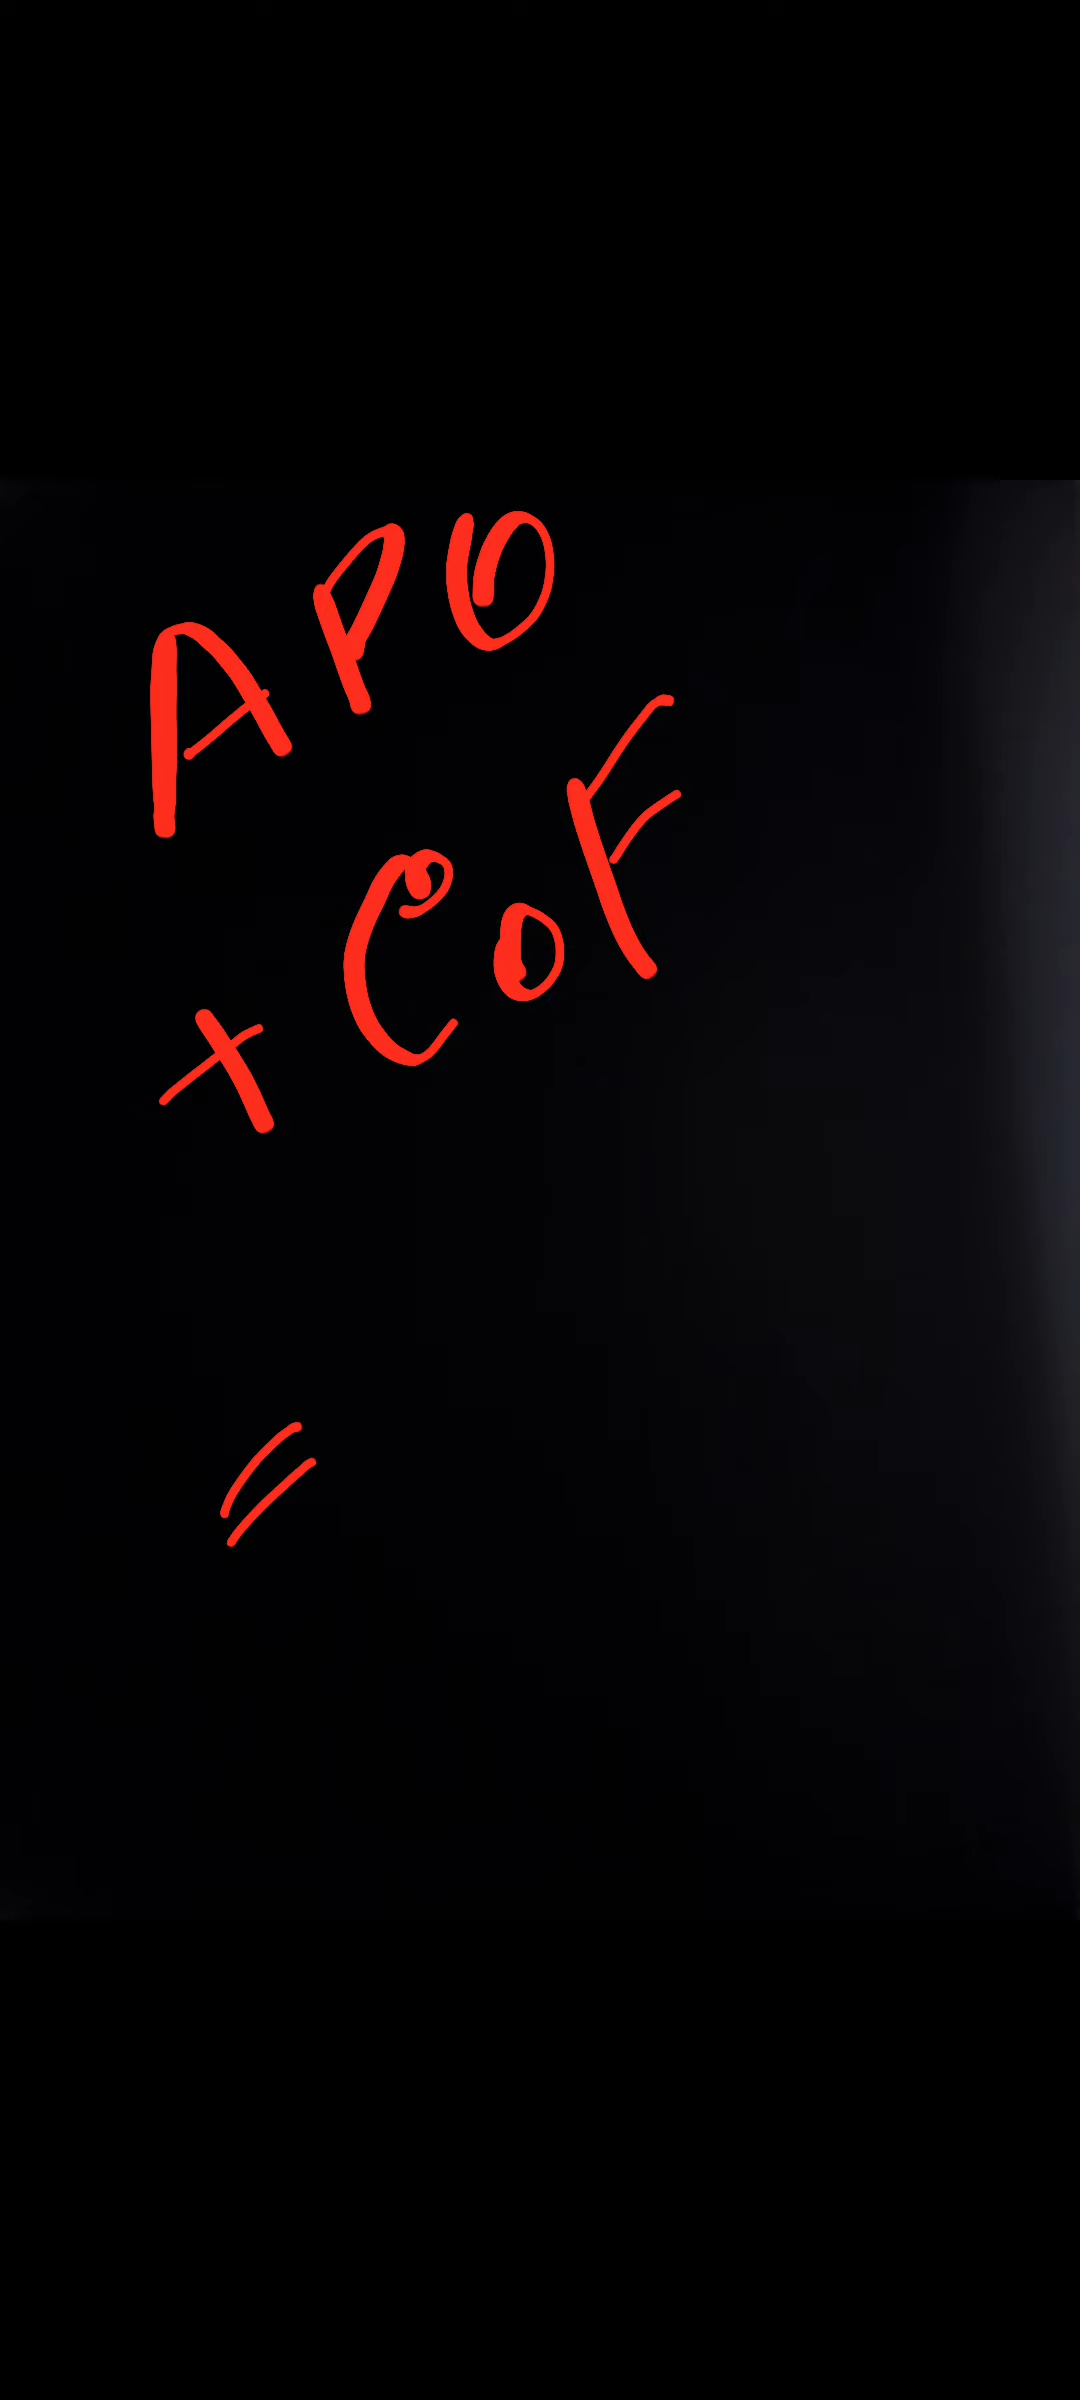 APO
+ CoF
=